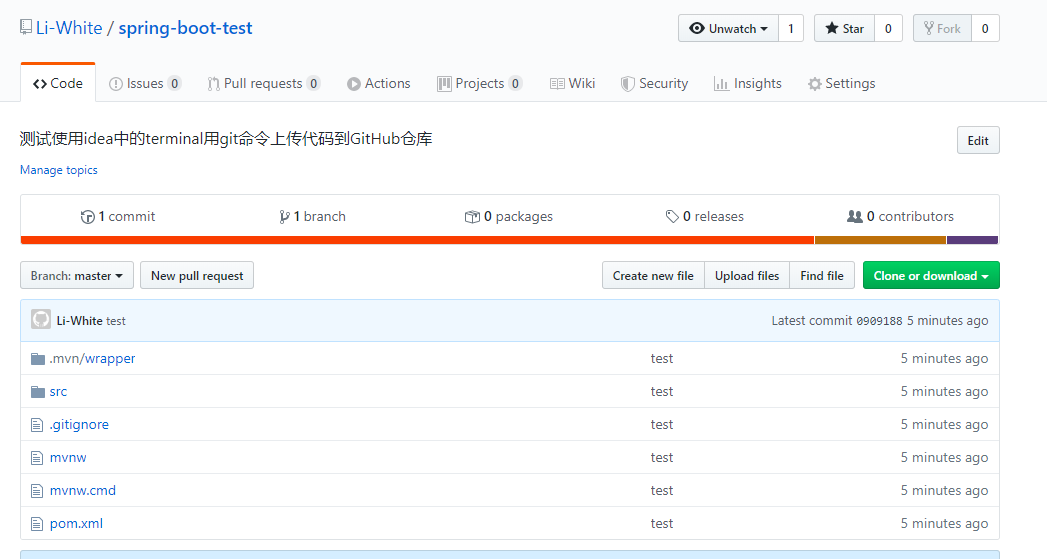 Li-White / spring-boot-test Unwatch 1 Star 0 Fork 0
Code Issues 0 Pull requests 0 Actions Projects 0 Wiki Security Insights Settings
测试使用idea中的terminal用git命令上传代码到GitHub仓库 Edit
Manage topics
1 commit 1 branch 0 packages 0 releases 0 contributors
Branch: master New pull request Create new file Upload files Find file Clone or download
Li-White test Latest commit 0909188 5 minutes ago
.mvn/wrapper test 5 minutes ago
src test 5 minutes ago
.gitignore test 5 minutes ago
mvnw test 5 minutes ago
mvnw.cmd test 5 minutes ago
pom.xml test 5 minutes ago